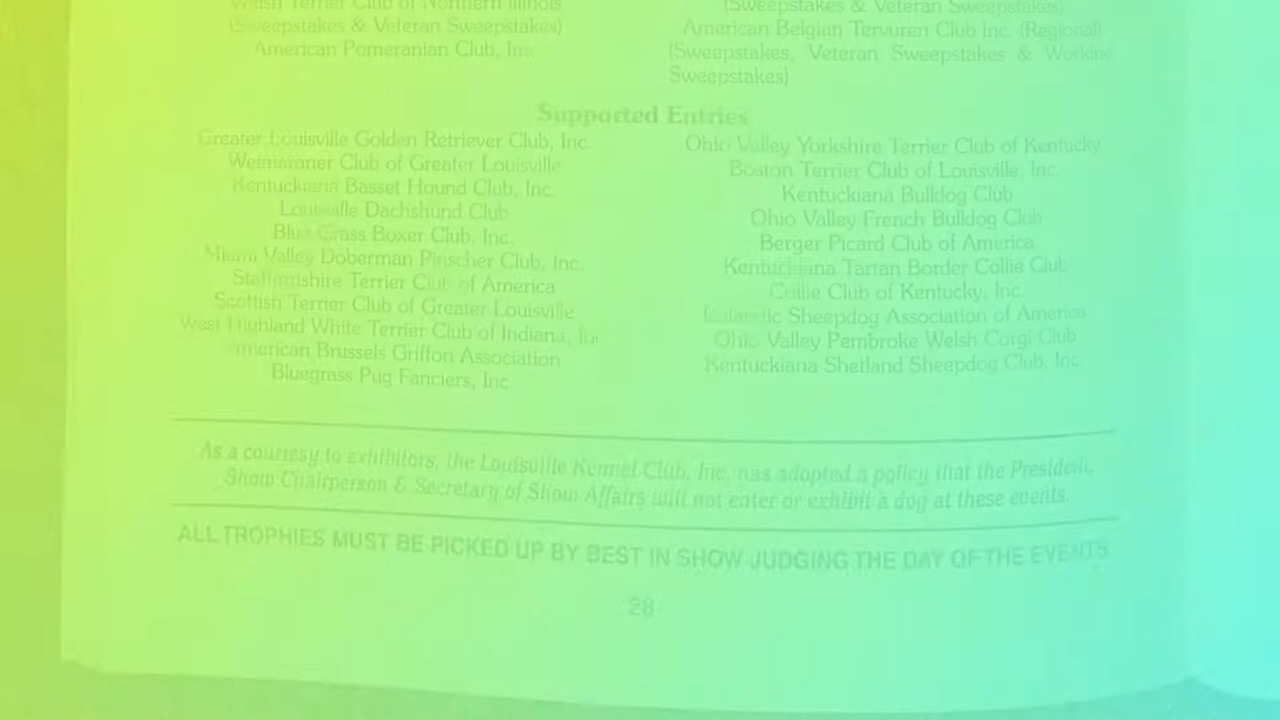 Welsh Terrier Club of Northern Illinois
(Sweepstakes & Veteran Sweepstakes)
American Pomeranian Club, Inc.
(Sweepstakes & Veteran Sweepstakes)
American Belgian Tervuren Club Inc. (Regional)
(Sweepstakes, Veteran Sweepstakes & Working
Sweepstakes)
Supported Entries
Greater Louisville Golden Retriever Club, Inc.
Weimaraner Club of Greater Louisville
Kentuckiana Basset Hound Club, Inc.
Louisville Dachshund Club
Blue Grass Boxer Club, Inc.
Miami Valley Doberman Pinscher Club, Inc.
Staffordshire Terrier Club of America
Scottish Terrier Club of Greater Louisville
West Highland White Terrier Club of Indiana, Inc
American Brussels Griffon Association
Bluegrass Pug Fanciers, Inc.
Ohio Valley Yorkshire Terrier Club of Kentucky
Boston Terrier Club of Louisville, Inc.
Kentuckiana Bulldog Club
Ohio Valley French Bulldog Club
Berger Picard Club of America
Kentuckiana Tartan Border Collie Club
Collie Club of Kentucky, Inc.
Icelandic Sheepdog Association of America
Ohio Valley Pembroke Welsh Corgi Club
Kentuckiana Shetland Sheepdog Club, Inc.
As a courtesy to exhibitors, the Louisville Kennel Club, Inc. has adopted a policy that the President,
Show Chairperson & Secretary of Show Affairs will not enter or exhibit a dog at these events.
ALL TROPHIES MUST BE PICKED UP BY BEST IN SHOW JUDGING THE DAY OF THE EVENTS
28